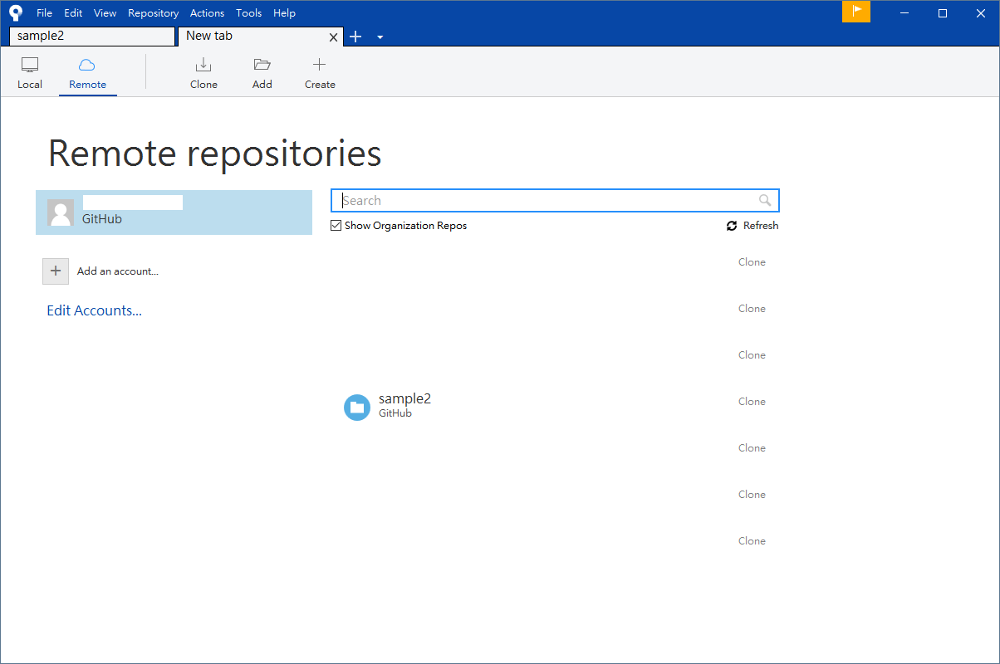 File Edit View Repository Actions Tools Help
sample2 New tab
Local Remote Clone Add Create
Remote repositories
GitHub
Add an account...
Edit Accounts...
Search
Show Organization Repos Refresh
Clone
Clone
Clone
sample2
GitHub
Clone
Clone
Clone
Clone